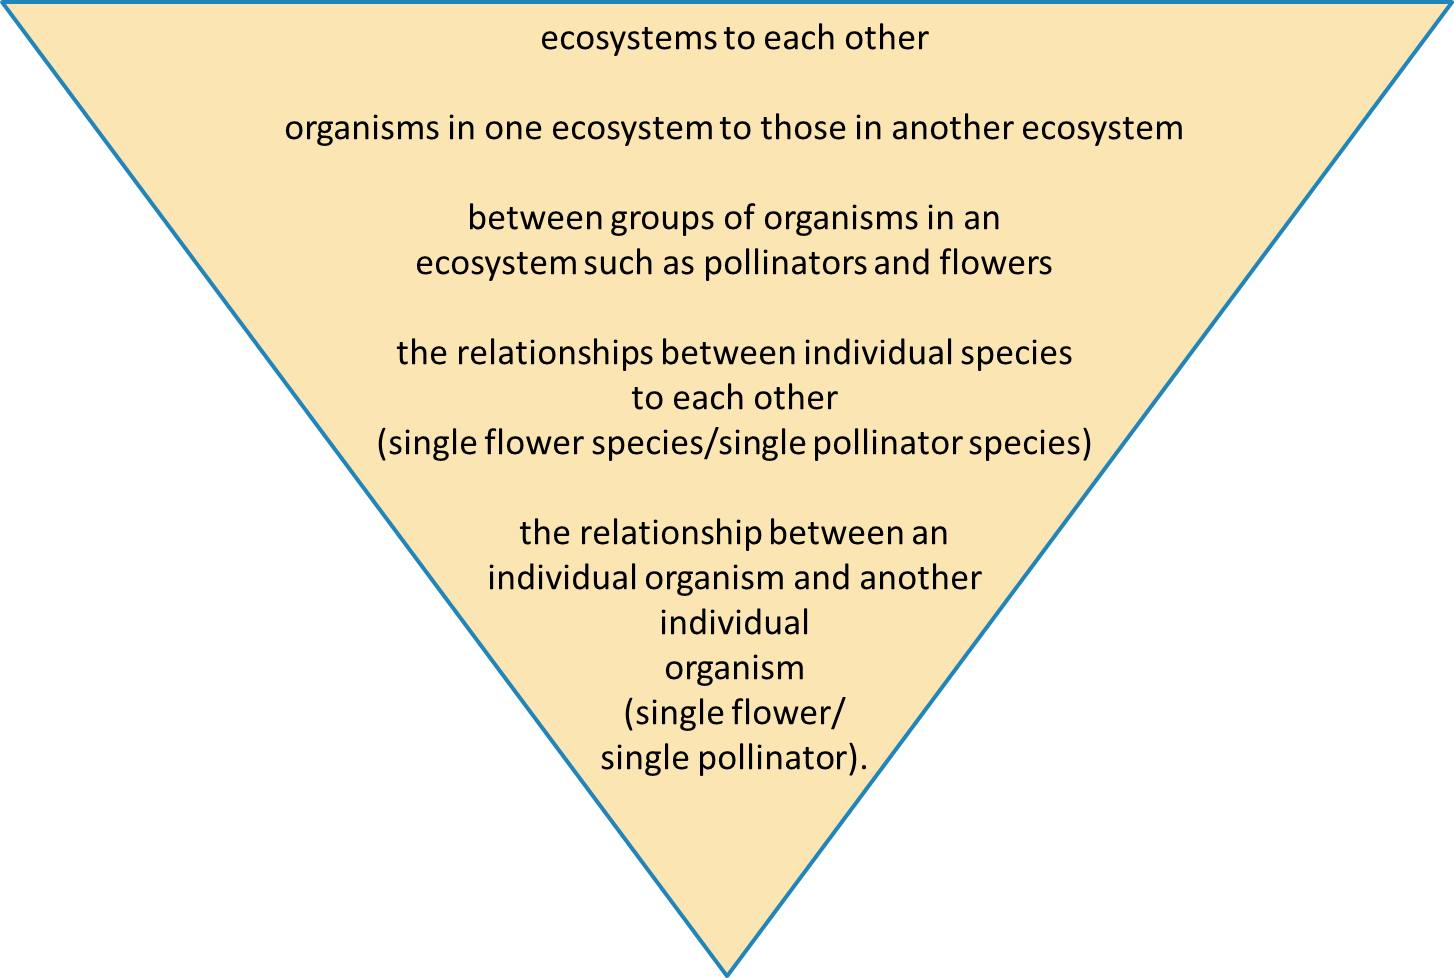 ecosystems to each other
organisms in one ecosystem to those in another ecosystem
between groups of organisms in an
ecosystem such as pollinators and flowers
the relationships between individual species
to each other
(single flower species/single pollinator species)
the relationship between an
individual organism and another
individual
organism
(single flower/
single pollinator).